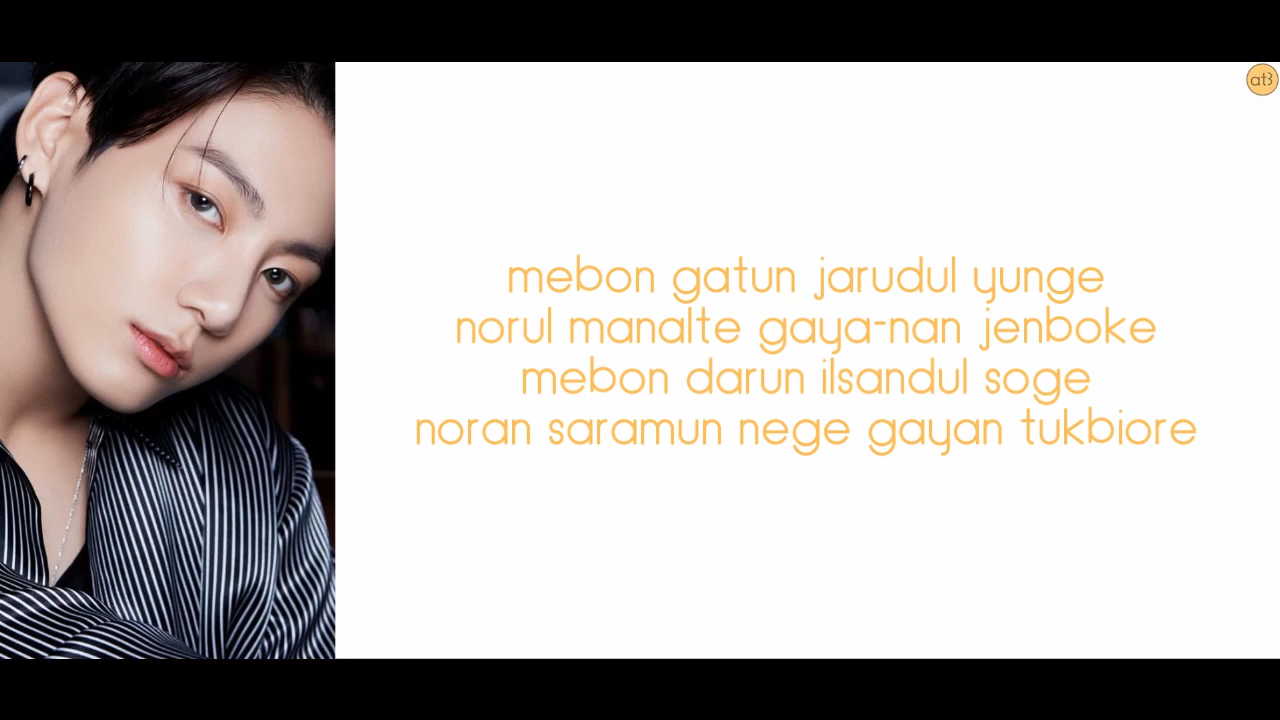 at3
mebon gatun jarudul yunge
norul manalte gaya-nan jenboke
mebon darun ilsandul soge
noran saramun nege gayan tukbiore